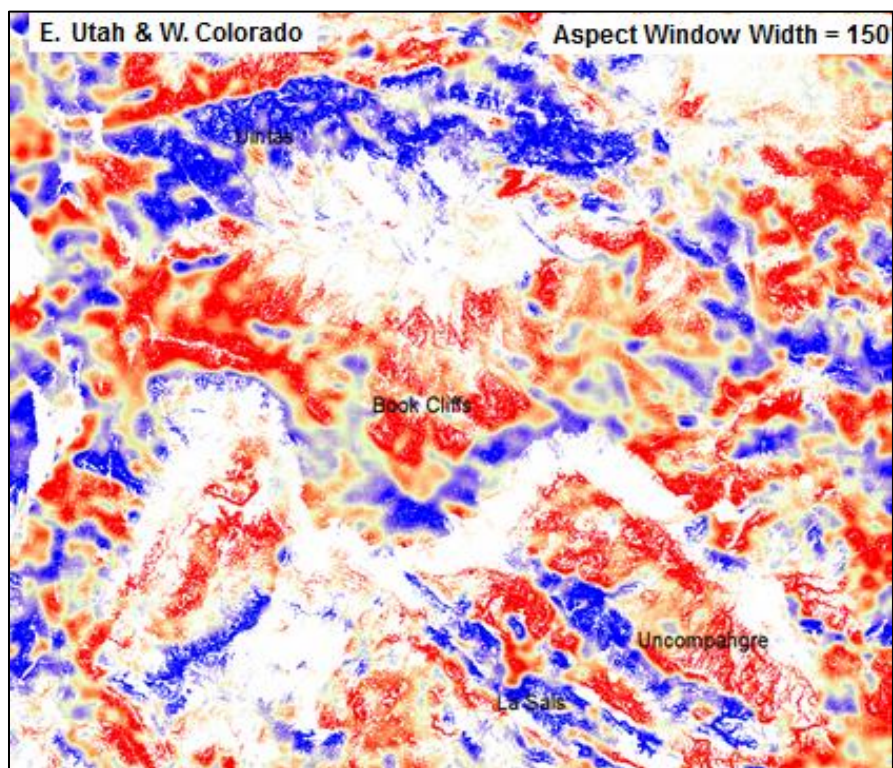 E. Utah & W. Colorado
Aspect Window Width = 150
Uintas
Book Cliffs
Uncompahgre
La Sals